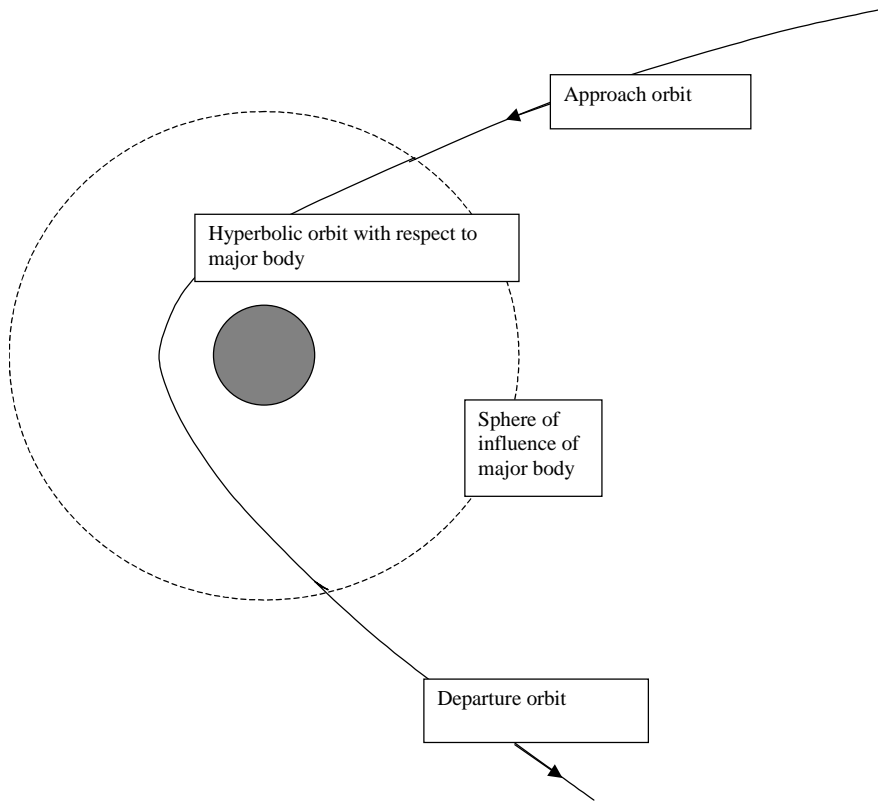 Approach orbit
Hyperbolic orbit with respect to
major body
Sphere of
influence of
major body
Departure orbit